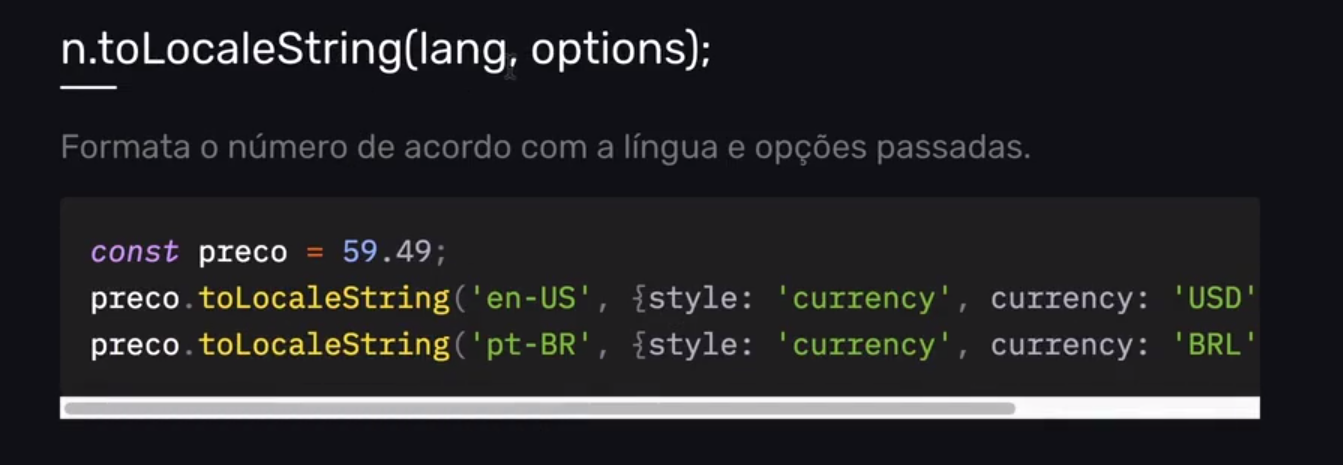 n.toLocaleString(lang, options);
Formata o número de acordo com a língua e opções passadas.
const preco = 59.49;
preco.toLocaleString('en-US', {style: 'currency', currency: 'USD'
preco.toLocaleString('pt-BR', {style: 'currency', currency: 'BRL'